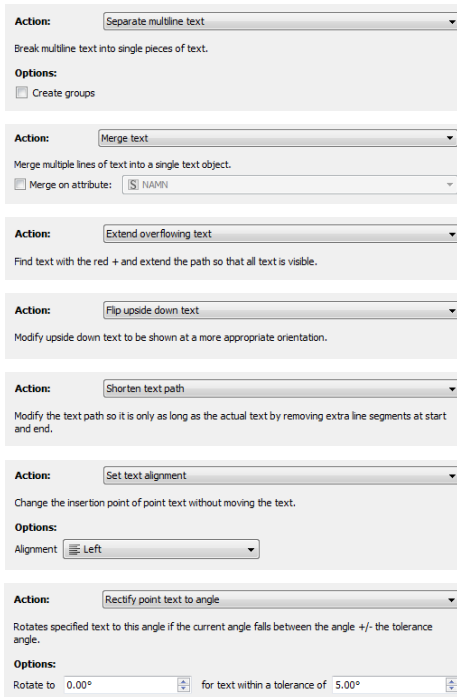 Action: Separate multiline text
Break multiline text into single pieces of text.
Options:
Create groups
Action: Merge text
Merge multiple lines of text into a single text object.
Merge on attribute: S NAMN
Action: Extend overflowing text
Find text with the red + and extend the path so that all text is visible.
Action: Flip upside down text
Modify upside down text to be shown at a more appropriate orientation.
Action: Shorten text path
Modify the text path so it is only as long as the actual text by removing extra line segments at start
and end.
Action: Set text alignment
Change the insertion point of point text without moving the text.
Options:
Alignment Left
Action: Rectify point text to angle
Rotates specified text to this angle if the current angle falls between the angle +/- the tolerance
angle.
Options:
Rotate to 0.00° for text within a tolerance of 5.00°